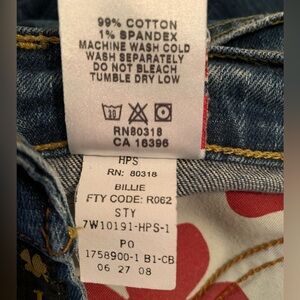 99% COTTON
1% SPANDEX
MACHINE WASH COLD
WASH SEPARATELY
DO NOT BLEACH
TUMBLE DRY LOW
RN80318
CA 16396
HPS
RN: 80318
BILLIE
FTY CODE: R062
STY
7W10191-HPS-1
PO
1758900-1 B1-CB
06 27 08